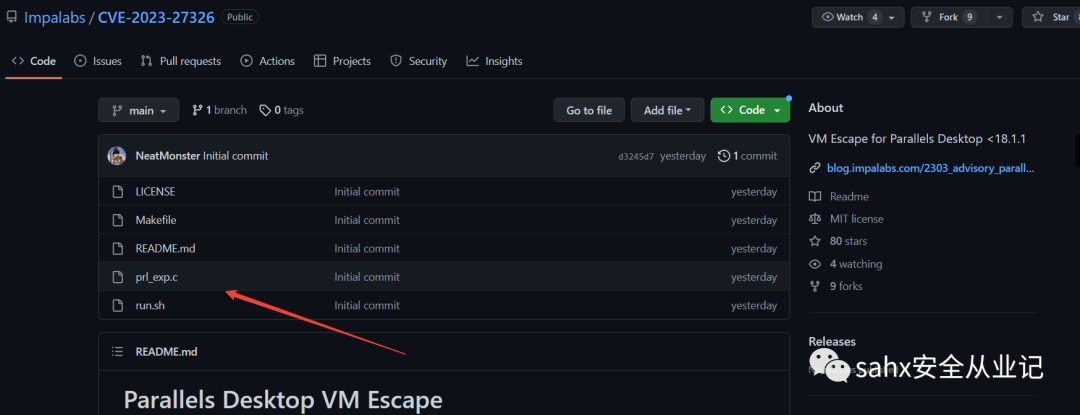 Impalabs / CVE-2023-27326 Public
Watch 4 Fork 9 Star
Code Issues Pull requests Actions Projects Security Insights
main 1 branch 0 tags Go to file Add file Code
NeatMonster Initial commit d3245d7 yesterday 1 commit
LICENSE Initial commit yesterday
Makefile Initial commit yesterday
README.md Initial commit yesterday
prl_exp.c Initial commit yesterday
run.sh Initial commit yesterday
README.md
Parallels Desktop VM Escape
About
VM Escape for Parallels Desktop <18.1.1
blog.impalabs.com/2303_advisory_parall...
Readme
MIT license
80 stars
4 watching
9 forks
Releases
sahx安全从业记